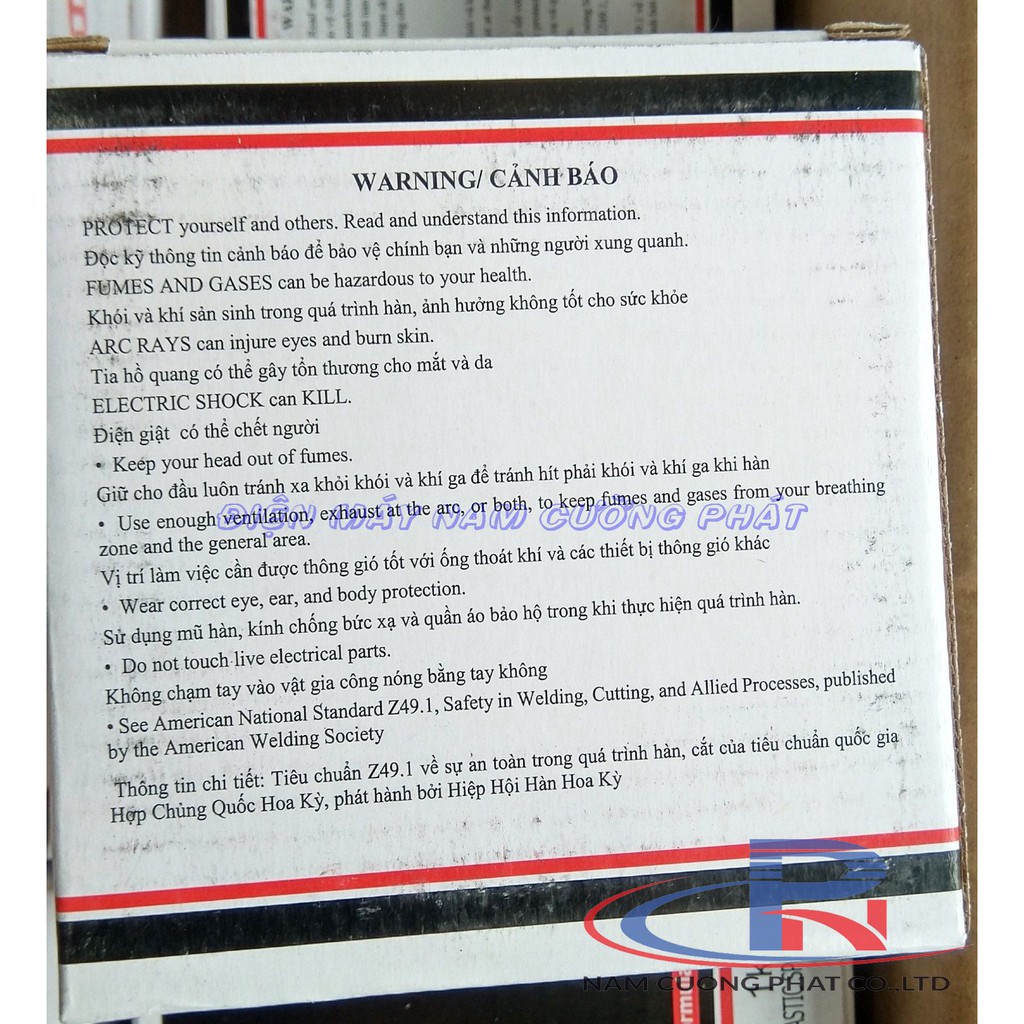 WARNING/ CẢNH BÁO
PROTECT yourself and others. Read and understand this information.
Đọc kỹ thông tin cảnh báo để bảo vệ chính bạn và những người xung quanh.
FUMES AND GASES can be hazardous to your health.
Khói và khí sản sinh trong quá trình hàn, ảnh hưởng không tốt cho sức khỏe
ARC RAYS can injure eyes and burn skin.
Tia hồ quang có thể gây tổn thương cho mắt và da
ELECTRIC SHOCK can KILL.
Điện giật có thể chết người
• Keep your head out of fumes.
Giữ cho đầu luôn tránh xa khỏi khói và khí ga để tránh hít phải khói và khí ga khi hàn
• Use enough ventilation, exhaust at the arc, or both, to keep fumes and gases from your breathing
ĐIỆN MÁY NAM CƯỜNG PHÁT
zone and the general area.
Vị trí làm việc cần được thông gió tốt với ống thoát khí và các thiết bị thông gió khác
• Wear correct eye, ear, and body protection.
Sử dụng mũ hàn, kính chống bức xạ và quần áo bảo hộ trong khi thực hiện quá trình hàn.
• Do not touch live electrical parts.
Không chạm tay vào vật gia công nóng bằng tay không
• See American National Standard Z49.1, Safety in Welding, Cutting, and Allied Processes, published
by the American Welding Society
Thông tin chi tiết: Tiêu chuẩn Z49.1 về sự an toàn trong quá trình hàn, cắt của tiêu chuẩn quốc gia
Hợp Chủng Quốc Hoa Kỳ, phát hành bởi Hiệp Hội Hàn Hoa Kỳ
NAM CUONG PHAT CO.,LTD